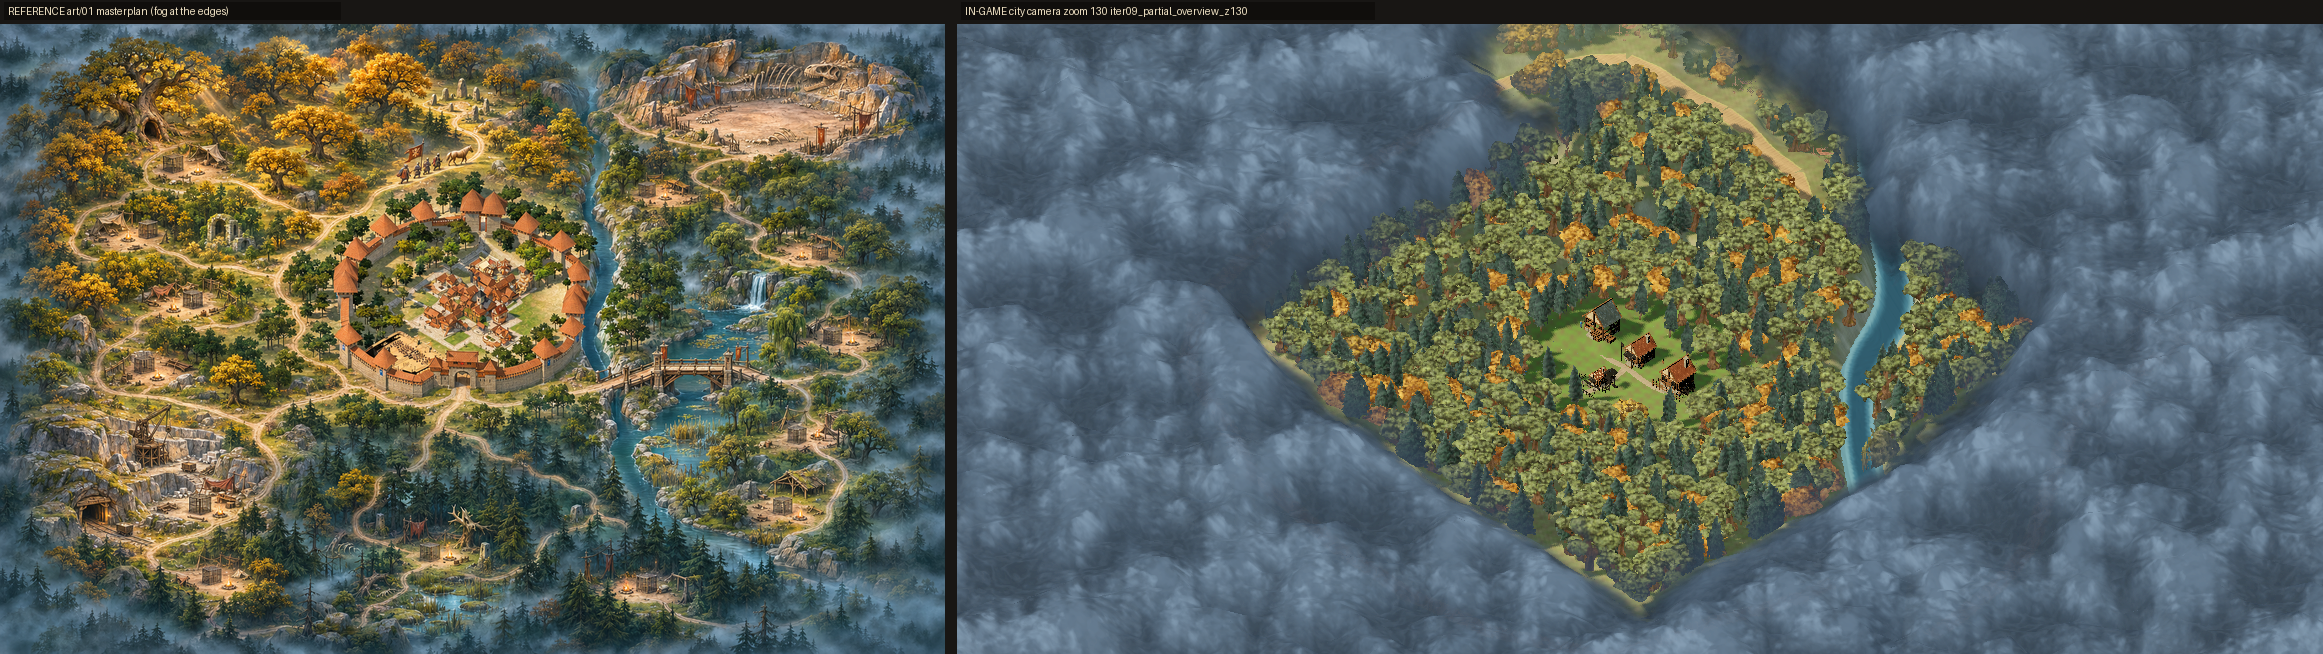 REFERENCE art/01 masterplan (fog at the edges)
IN-GAME city camera zoom 130 iter09_partial_overview_z130